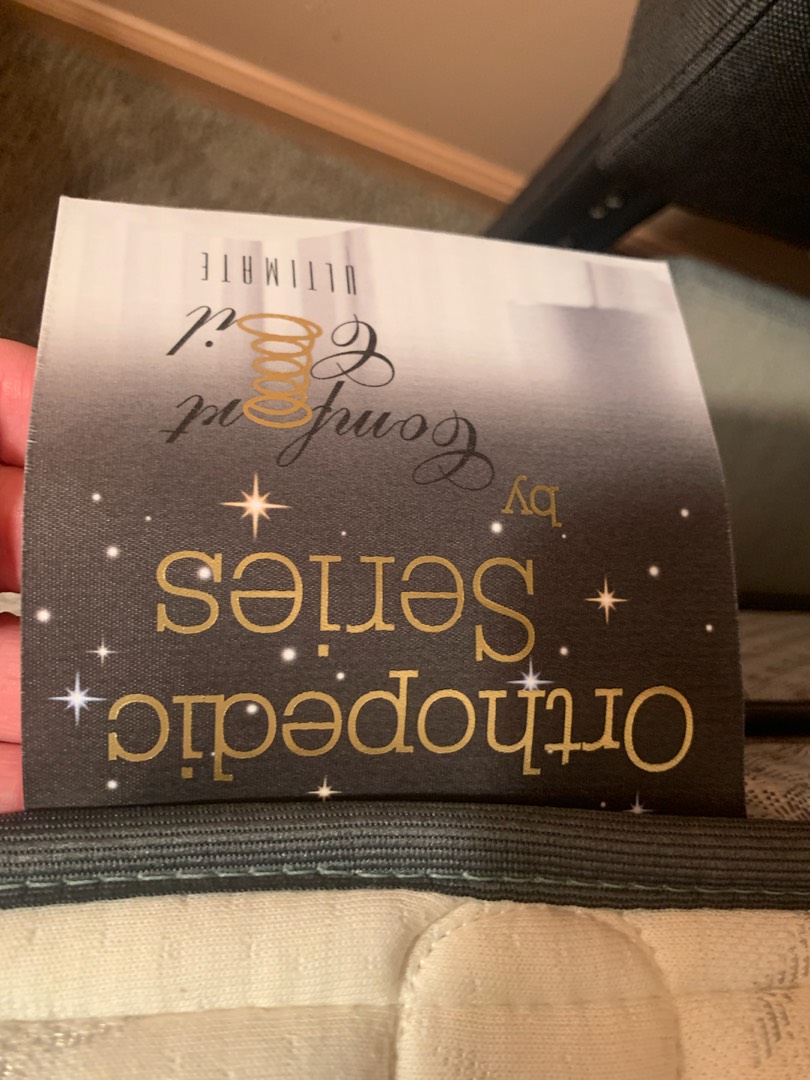 Orthopedic
Series
by
Comfort
Coil
ULTIMATE